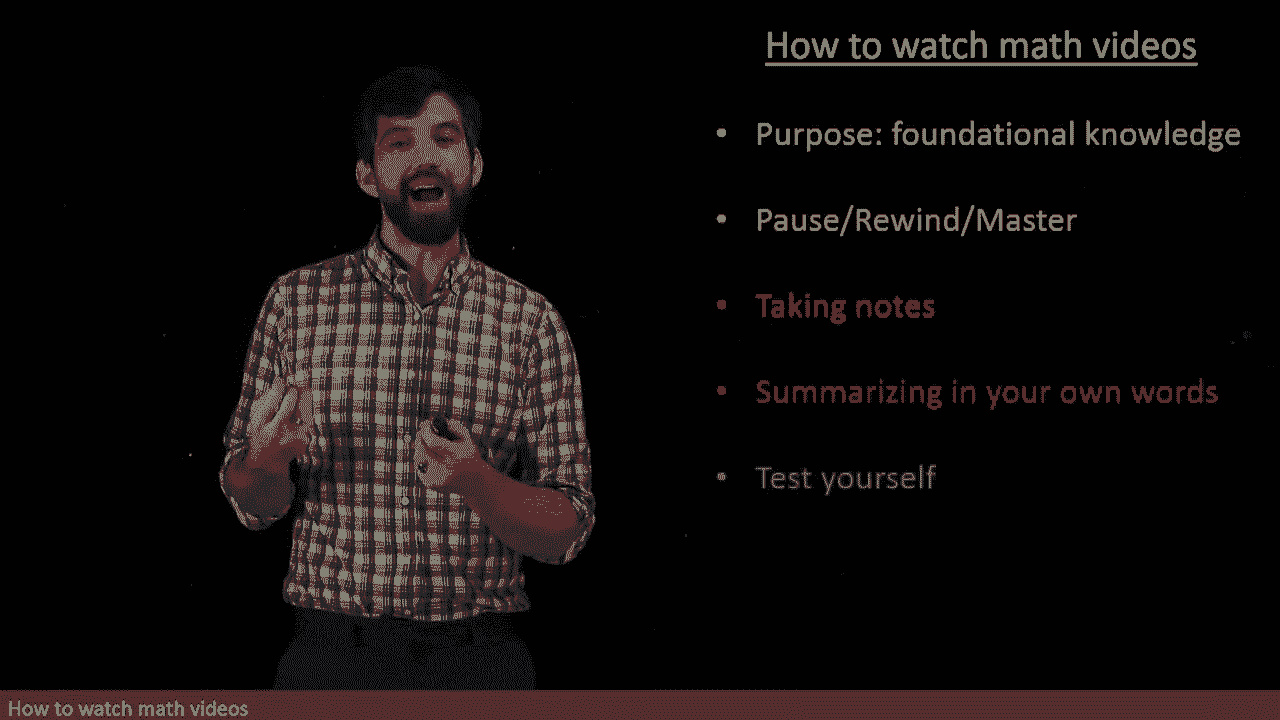 How to watch math videos
• Purpose: foundational knowledge
• Pause/Rewind/Master
• Taking notes
• Summarizing in your own words
• Test yourself
How to watch math videos